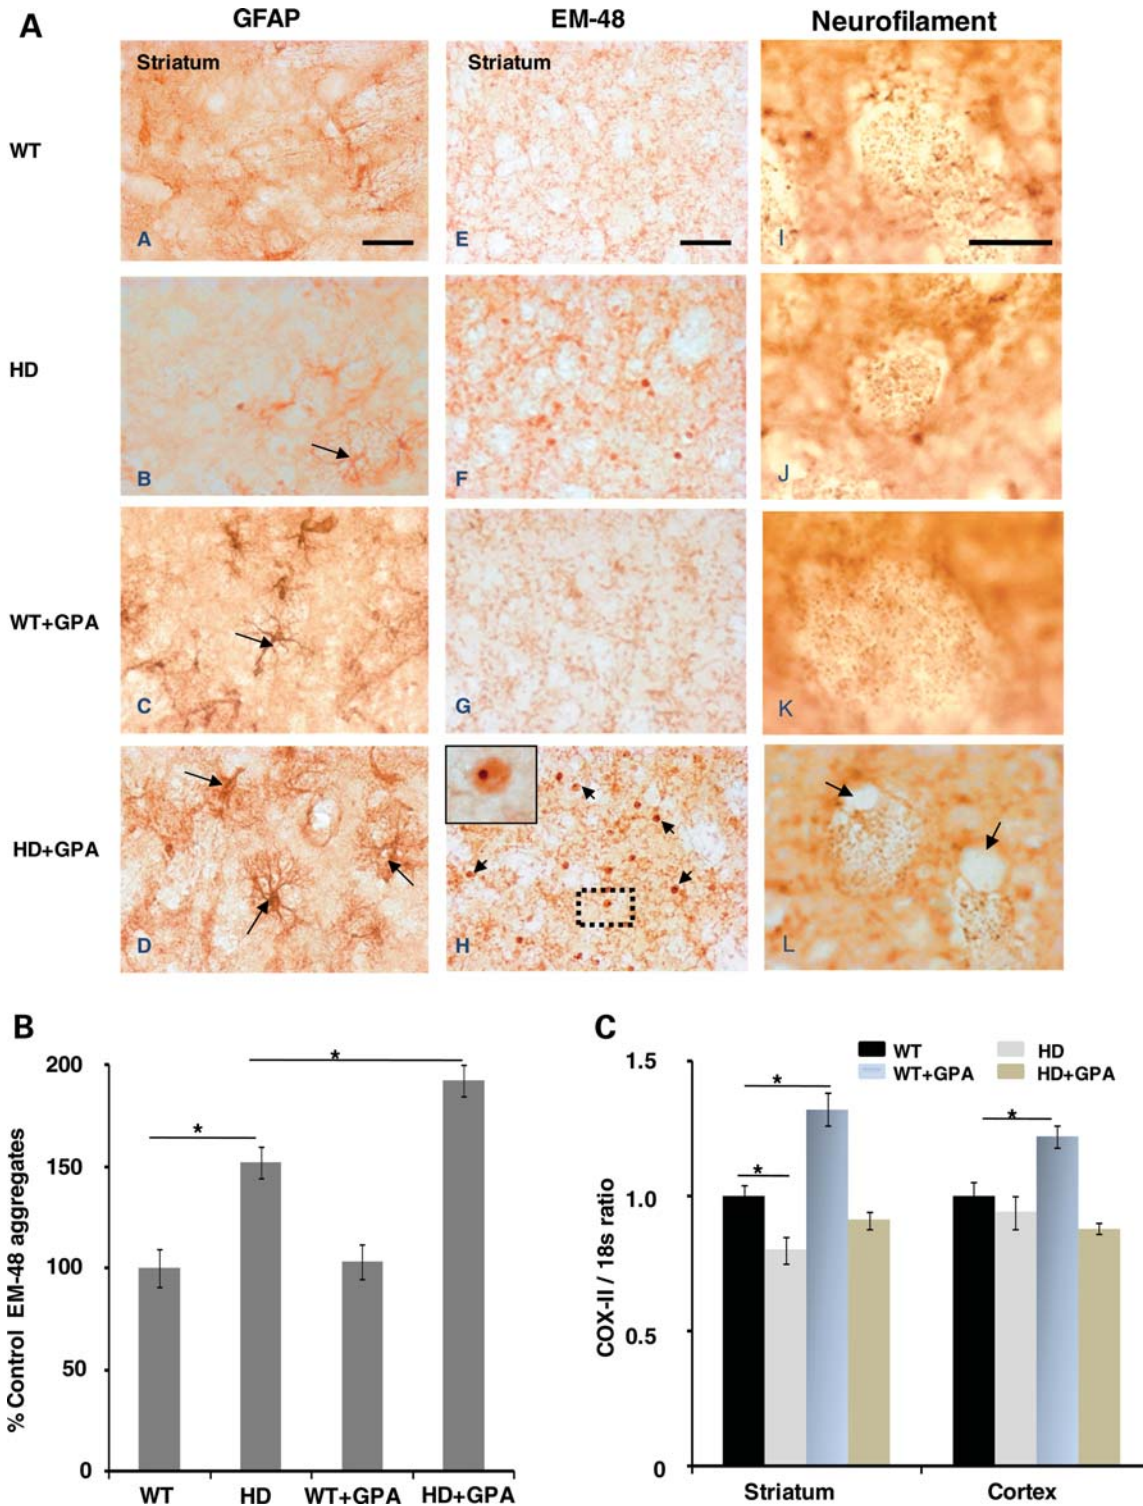 A
GFAP
EM-48
Neurofilament
Striatum
Striatum
WT
A
E
I
HD
B
F
J
WT+GPA
C
G
K
HD+GPA
D
H
L
B
% Control EM-48 aggregates
200
150
100
50
0
*
*
WT
HD
WT+GPA
HD+GPA
C
COX-II / 18s ratio
WT
HD
WT+GPA
HD+GPA
1.5
1.0
0.5
0
*
*
*
Striatum
Cortex